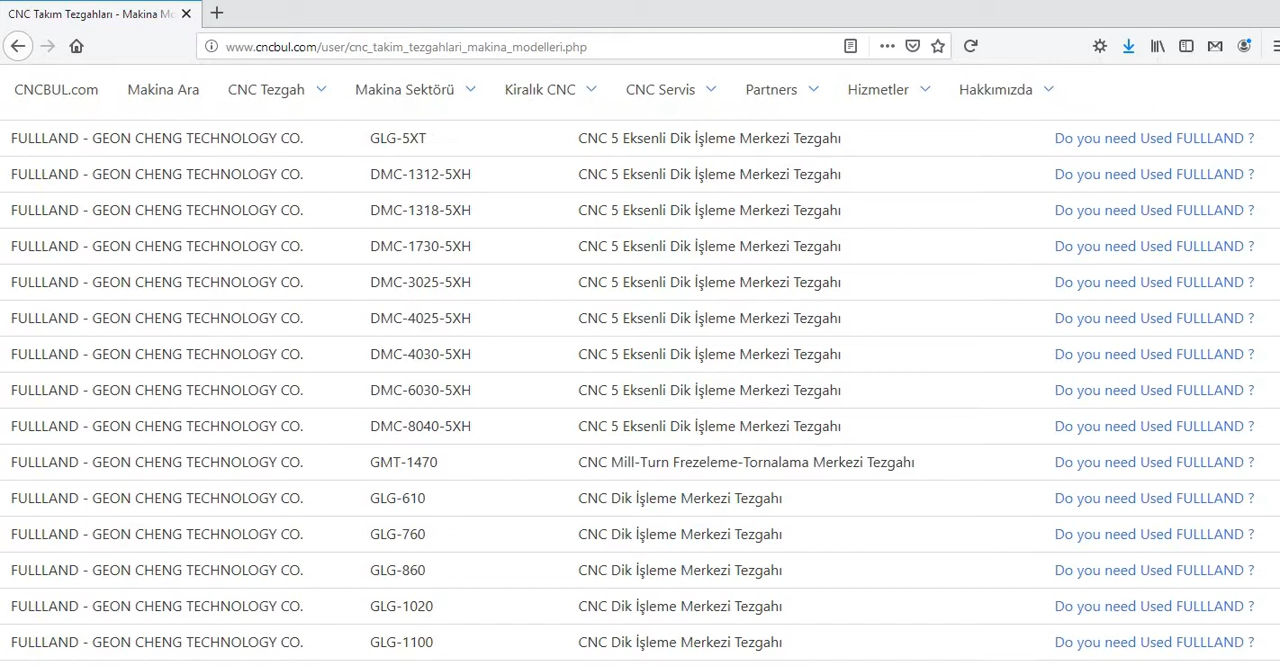 CNC Takım Tezgahları - Makina Mo
www.cncbul.com/user/cnc_takim_tezgahlari_makina_modelleri.php
CNCBUL.com Makina Ara CNC Tezgah Makina Sektörü Kiralık CNC CNC Servis Partners Hizmetler Hakkımızda
FULLLAND - GEON CHENG TECHNOLOGY CO. GLG-5XT CNC 5 Eksenli Dik İşleme Merkezi Tezgahı Do you need Used FULLLAND ?
FULLLAND - GEON CHENG TECHNOLOGY CO. DMC-1312-5XH CNC 5 Eksenli Dik İşleme Merkezi Tezgahı Do you need Used FULLLAND ?
FULLLAND - GEON CHENG TECHNOLOGY CO. DMC-1318-5XH CNC 5 Eksenli Dik İşleme Merkezi Tezgahı Do you need Used FULLLAND ?
FULLLAND - GEON CHENG TECHNOLOGY CO. DMC-1730-5XH CNC 5 Eksenli Dik İşleme Merkezi Tezgahı Do you need Used FULLLAND ?
FULLLAND - GEON CHENG TECHNOLOGY CO. DMC-3025-5XH CNC 5 Eksenli Dik İşleme Merkezi Tezgahı Do you need Used FULLLAND ?
FULLLAND - GEON CHENG TECHNOLOGY CO. DMC-4025-5XH CNC 5 Eksenli Dik İşleme Merkezi Tezgahı Do you need Used FULLLAND ?
FULLLAND - GEON CHENG TECHNOLOGY CO. DMC-4030-5XH CNC 5 Eksenli Dik İşleme Merkezi Tezgahı Do you need Used FULLLAND ?
FULLLAND - GEON CHENG TECHNOLOGY CO. DMC-6030-5XH CNC 5 Eksenli Dik İşleme Merkezi Tezgahı Do you need Used FULLLAND ?
FULLLAND - GEON CHENG TECHNOLOGY CO. DMC-8040-5XH CNC 5 Eksenli Dik İşleme Merkezi Tezgahı Do you need Used FULLLAND ?
FULLLAND - GEON CHENG TECHNOLOGY CO. GMT-1470 CNC Mill-Turn Frezeleme-Tornalama Merkezi Tezgahı Do you need Used FULLLAND ?
FULLLAND - GEON CHENG TECHNOLOGY CO. GLG-610 CNC Dik İşleme Merkezi Tezgahı Do you need Used FULLLAND ?
FULLLAND - GEON CHENG TECHNOLOGY CO. GLG-760 CNC Dik İşleme Merkezi Tezgahı Do you need Used FULLLAND ?
FULLLAND - GEON CHENG TECHNOLOGY CO. GLG-860 CNC Dik İşleme Merkezi Tezgahı Do you need Used FULLLAND ?
FULLLAND - GEON CHENG TECHNOLOGY CO. GLG-1020 CNC Dik İşleme Merkezi Tezgahı Do you need Used FULLLAND ?
FULLLAND - GEON CHENG TECHNOLOGY CO. GLG-1100 CNC Dik İşleme Merkezi Tezgahı Do you need Used FULLLAND ?